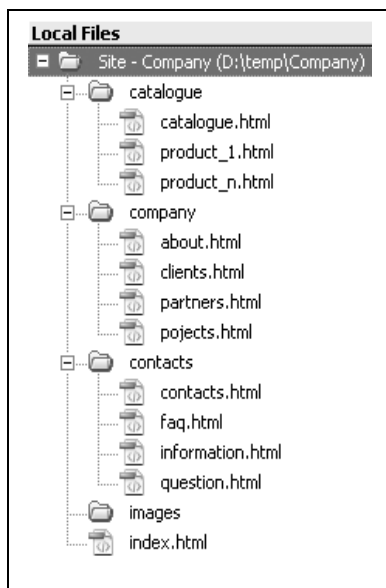 Local Files
Site - Company (D:\temp\Company)
catalogue
catalogue.html
product_1.html
product_n.html
company
about.html
clients.html
partners.html
pojects.html
contacts
contacts.html
faq.html
information.html
question.html
images
index.html